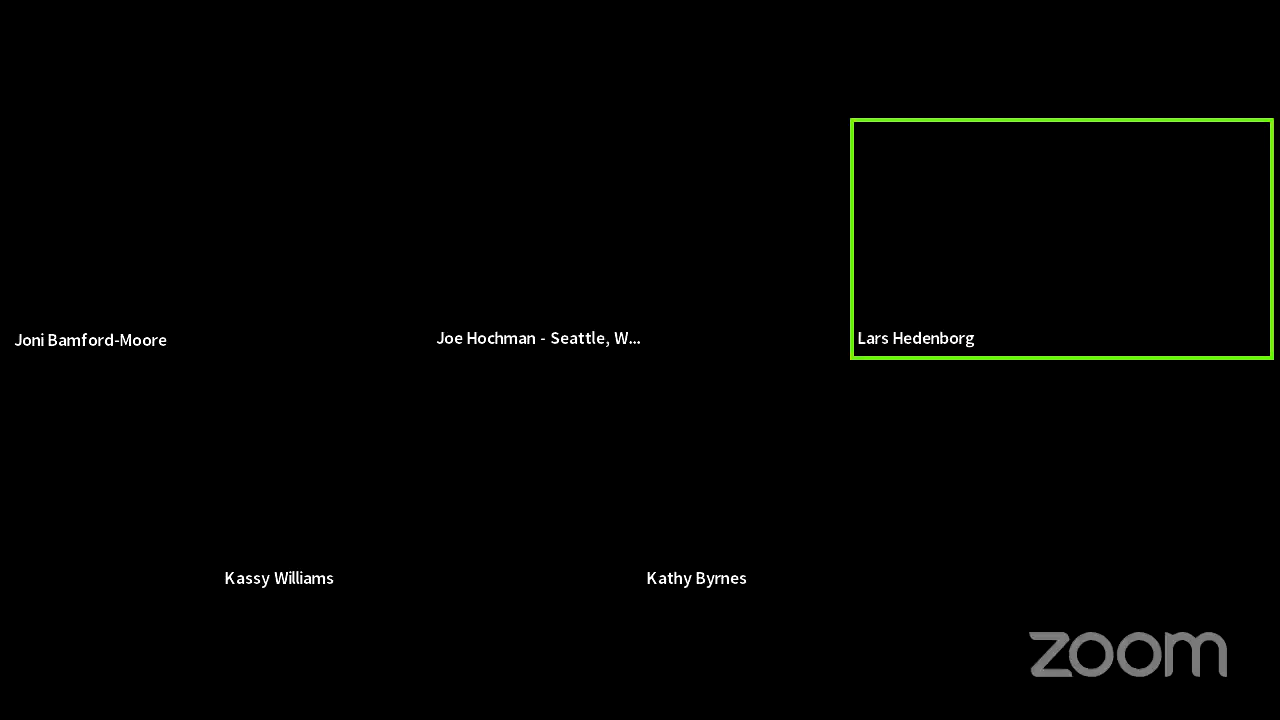 Joni Bamford-Moore
Joe Hochman - Seattle, W...
Lars Hedenborg
Kassy Williams
Kathy Byrnes
zoom